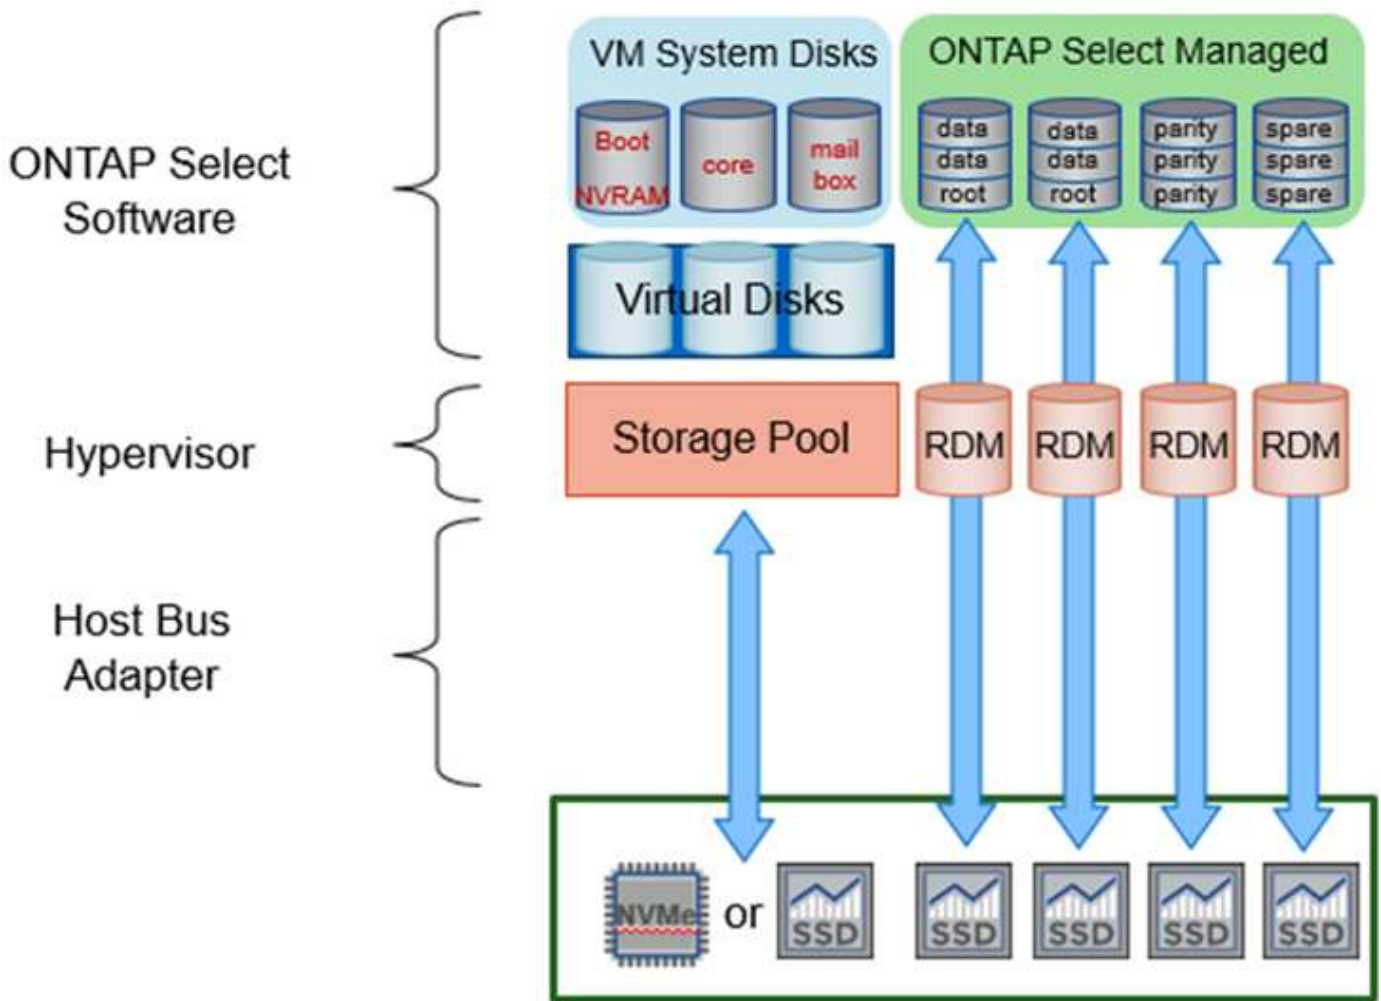 VM System Disks
ONTAP Select Managed
Boot
NVRAM
core
mail
box
data
data
root
data
data
root
parity
parity
parity
spare
spare
spare
ONTAP Select
Software
Virtual Disks
Hypervisor
Storage Pool
RDM
RDM
RDM
RDM
Host Bus
Adapter
NVMe
or
SSD
SSD
SSD
SSD
SSD